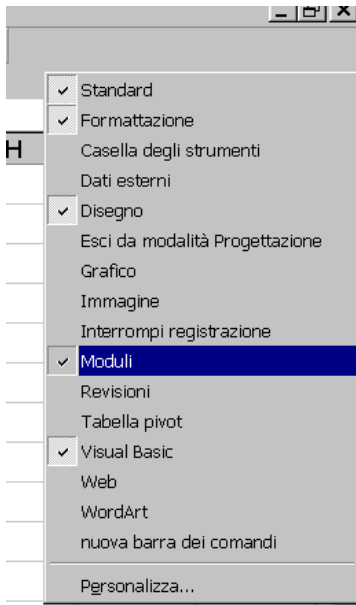 Standard
Formattazione
H
Casella degli strumenti
Dati esterni
Disegno
Esci da modalità Progettazione
Grafico
Immagine
Interrompi registrazione
Moduli
Revisioni
Tabella pivot
Visual Basic
Web
WordArt
nuova barra dei comandi
Personalizza...